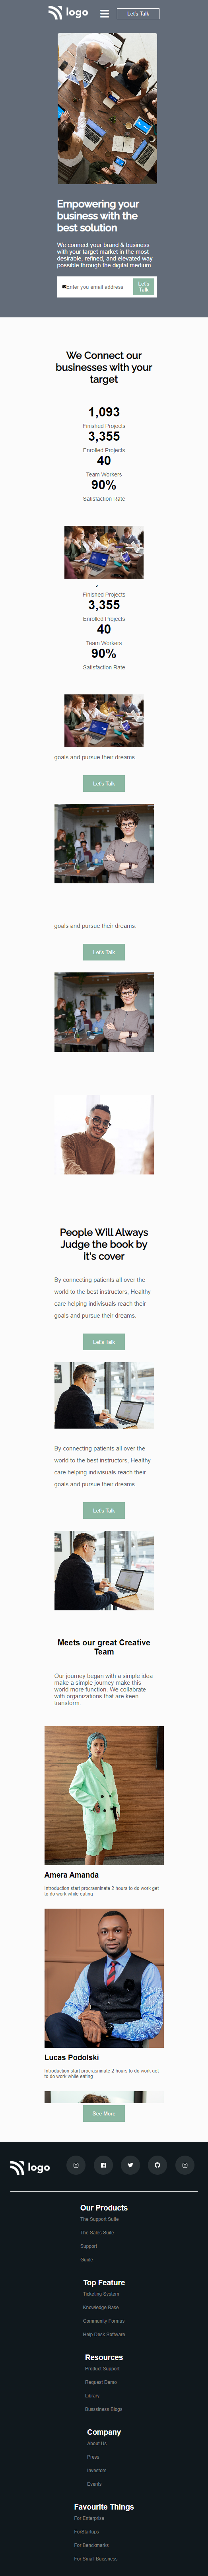 logo
Let's Talk
Empowering your
business with the
best solution
We connect your brand & business
with your target market in the most
desirable, refined, and elevated way
possible through the digital medium
Enter you email address
Let's
Talk
We Connect our
businesses with your
target
1,093
Finished Projects
3,355
Enrolled Projects
40
Team Workers
90%
Satisfaction Rate
Finished Projects
3,355
Enrolled Projects
40
Team Workers
90%
Satisfaction Rate
goals and pursue their dreams.
Let's Talk
goals and pursue their dreams.
Let's Talk
People Will Always
Judge the book by
it's cover
By connecting patients all over the
world to the best instructors, Healthy
care helping indivisuals reach their
goals and pursue their dreams.
Let's Talk
By connecting patients all over the
world to the best instructors, Healthy
care helping indivisuals reach their
goals and pursue their dreams.
Let's Talk
Meets our great Creative
Team
Our journey began with a simple idea
make a simple journey make this
world more function. We collabrate
with organizations that are keen
transform.
Amera Amanda
Introduction start procrasninate 2 hours to do work get
to do work while eating
Lucas Podolski
Introduction start procrasninate 2 hours to do work get
to do work while eating
See More
logo
Our Products
The Support Suite
The Sales Suite
Support
Guide
Top Feature
Ticketing System
Knowledge Base
Community Formus
Help Desk Software
Resources
Product Support
Request Demo
Library
Bussiness Blogs
Company
About Us
Press
Investors
Events
Favourite Things
For Enterprise
ForStartups
For Benckmarks
For Small Bussiness